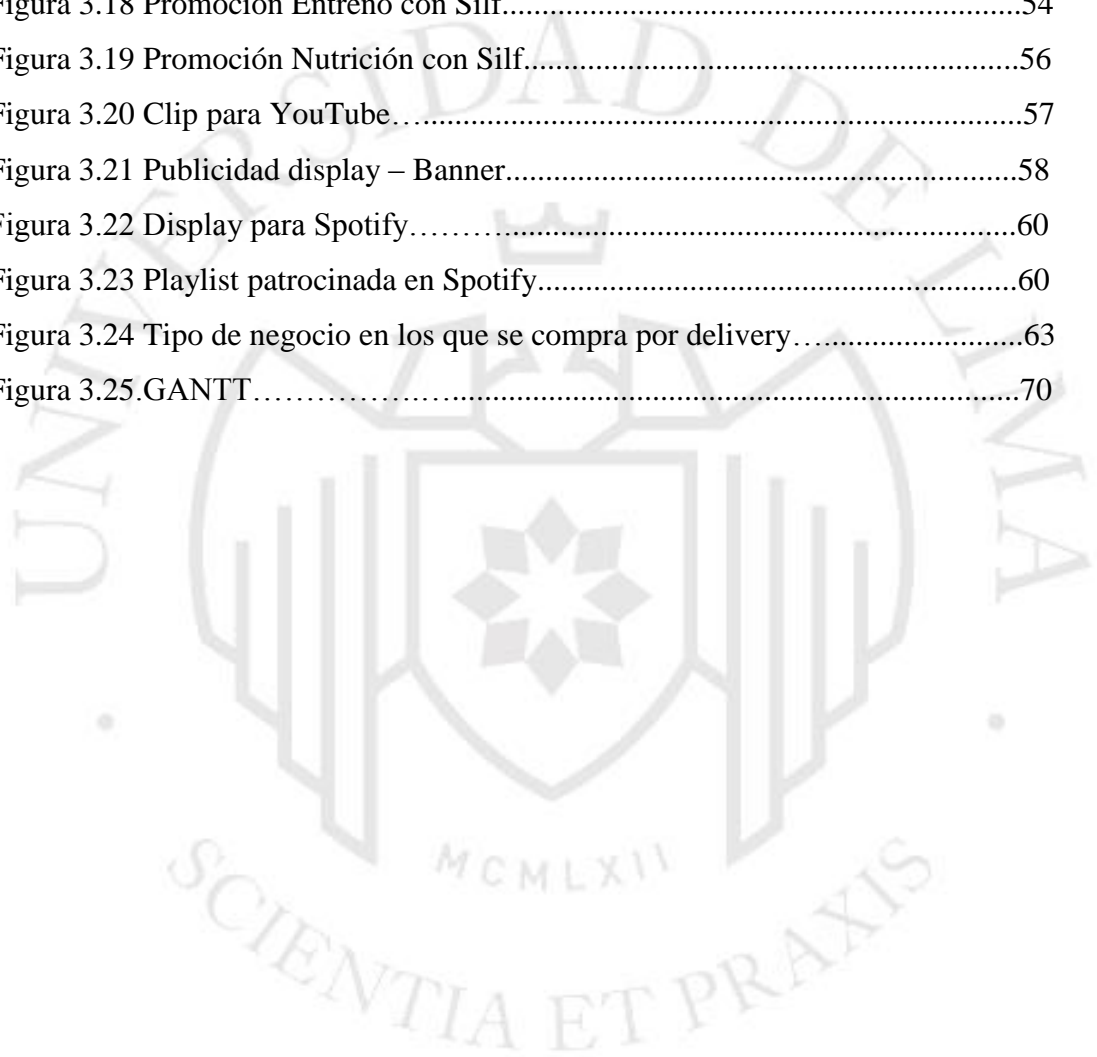 Figura 3.18 Promoción Entreno con Silf.....................................................................54
Figura 3.19 Promoción Nutrición con Silf.................................................................56
Figura 3.20 Clip para YouTube…..............................................................................57
Figura 3.21 Publicidad display – Banner...................................................................58
Figura 3.22 Display para Spotify………...................................................................60
Figura 3.23 Playlist patrocinada en Spotify...............................................................60
Figura 3.24 Tipo de negocio en los que se compra por delivery….............................63
Figura 3.25.GANTT……………….….......................................................................70
UNIVERSIDAD DE LIMA
MCMLXII
SCIENTIA ET PRAXIS